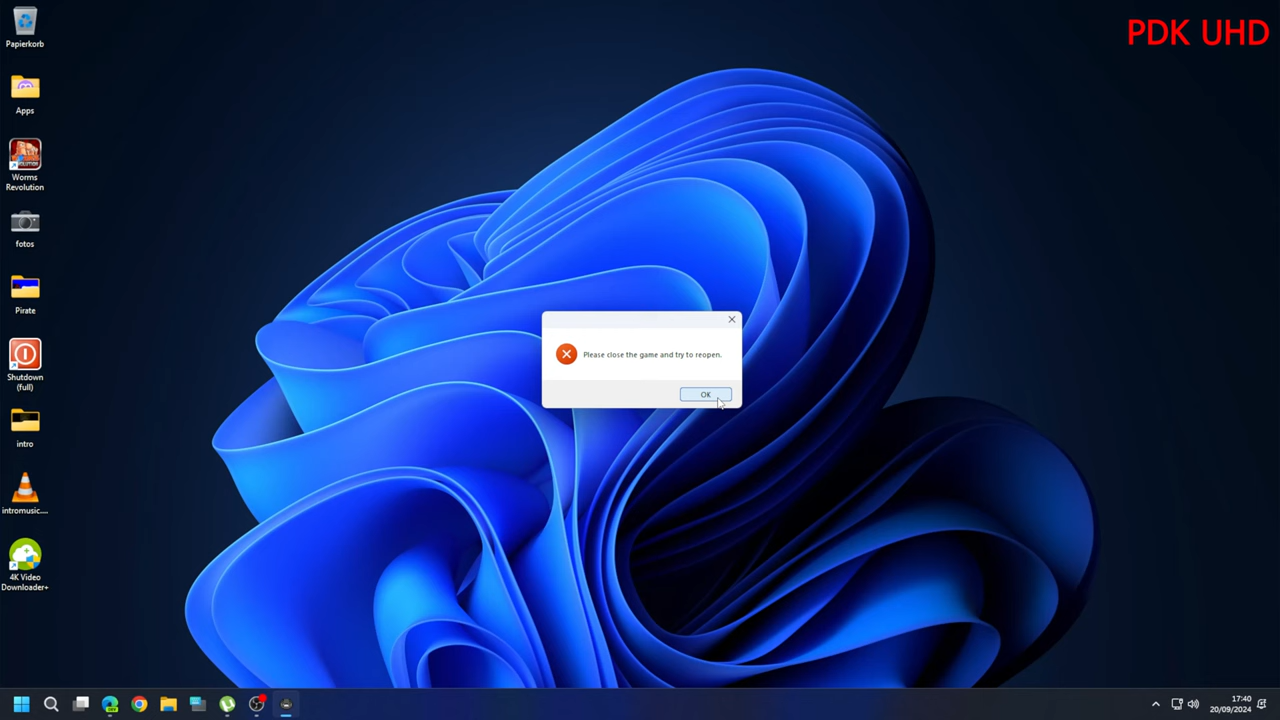 PDK UHD
Papierkorb
Apps
Worms
Revolution
fotos
Pirate
Shutdown
(full)
intro
intromusic....
4K Video
Downloader+
Please close the game and try to reopen.
OK
17:40
20/09/2024